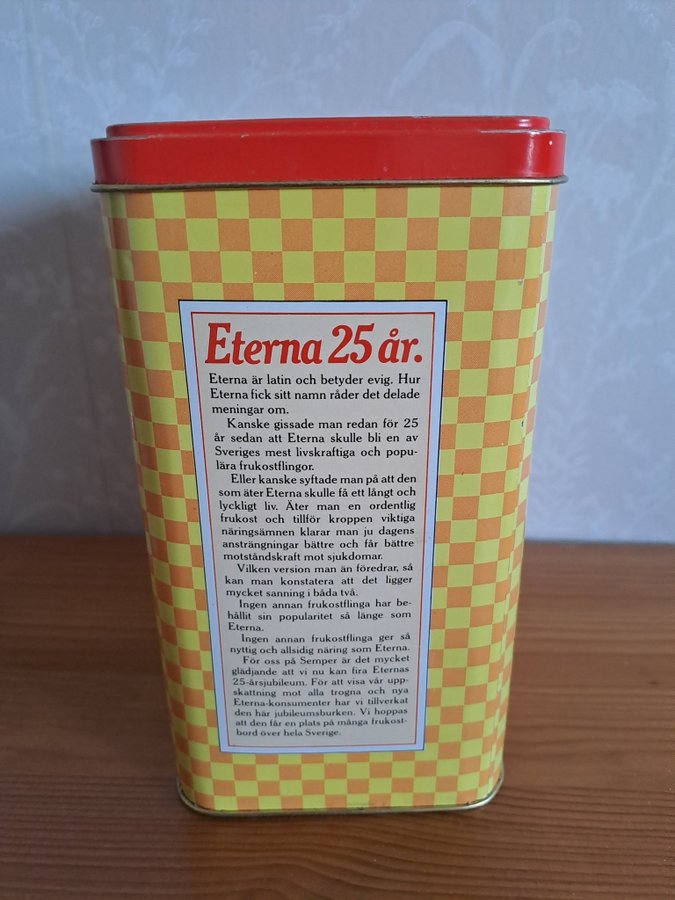 Eterna 25 år.
Eterna är latin och betyder evig. Hur
Eterna fick sitt namn råder det delade
meningar om.
Kanske gissade man redan för 25
år sedan att Eterna skulle bli en av
Sveriges mest livskraftiga och popu-
lära frukostflingor.
Eller kanske syftade man på att den
som äter Eterna skulle få ett långt och
lyckligt liv. Äter man en ordentlig
frukost och tillför kroppen viktiga
näringsämnen klarar man ju dagens
ansträngningar bättre och får bättre
motståndskraft mot sjukdomar.
Vilken version man än föredrar, så
kan man konstatera att det ligger
mycket sanning i båda två.
Ingen annan frukostflinga har be-
hållit sin popularitet så länge som
Eterna.
Ingen annan frukostflinga ger så
nyttig och allsidig näring som Eterna.
För oss på Semper är det mycket
glädjande att vi nu kan fira Eternas
25-årsjubileum. För att visa vår upp-
skattning mot alla trogna och nya
Eterna-konsumenter har vi tillverkat
den här jubileumsburken. Vi hoppas
att den får en plats på många frukost-
bord över hela Sverige.